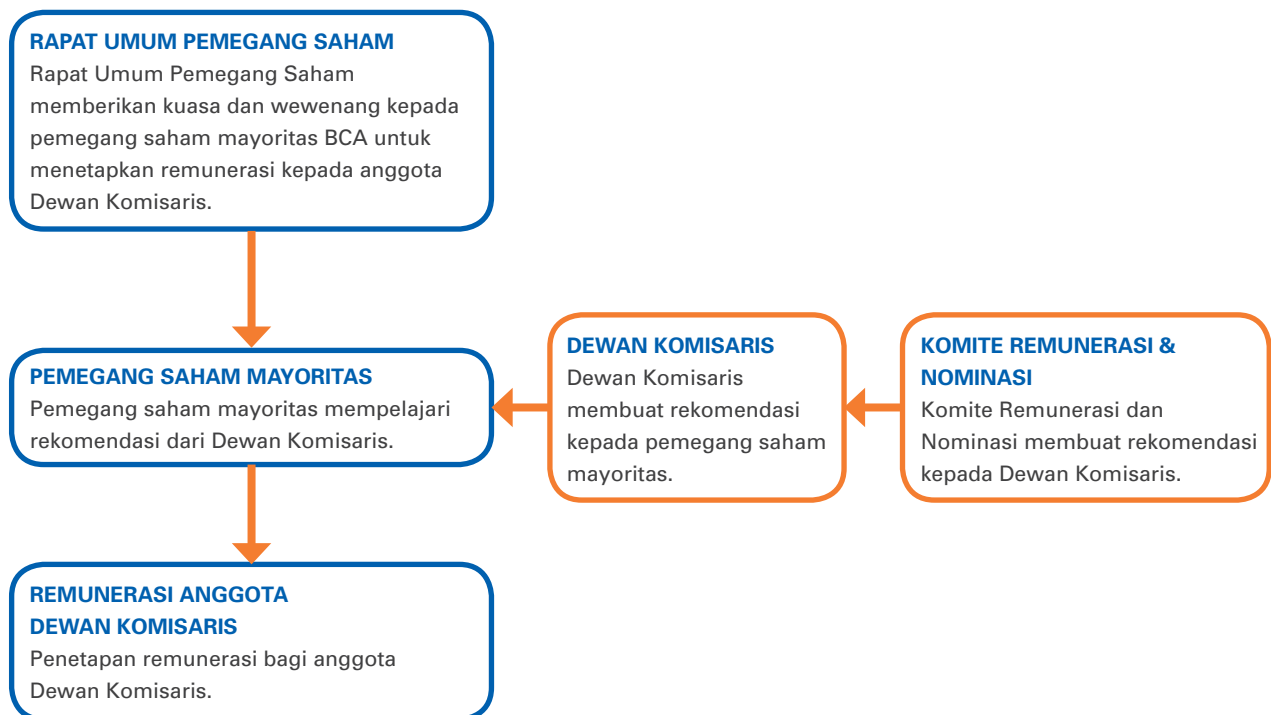 RAPAT UMUM PEMEGANG SAHAM
Rapat Umum Pemegang Saham
memberikan kuasa dan wewenang kepada
pemegang saham mayoritas BCA untuk
menetapkan remunerasi kepada anggota
Dewan Komisaris.
PEMEGANG SAHAM MAYORITAS
Pemegang saham mayoritas mempelajari
rekomendasi dari Dewan Komisaris.
DEWAN KOMISARIS
Dewan Komisaris
membuat rekomendasi
kepada pemegang saham
mayoritas.
KOMITE REMUNERASI &
NOMINASI
Komite Remunerasi dan
Nominasi membuat rekomendasi
kepada Dewan Komisaris.
REMUNERASI ANGGOTA
DEWAN KOMISARIS
Penetapan remunerasi bagi anggota
Dewan Komisaris.